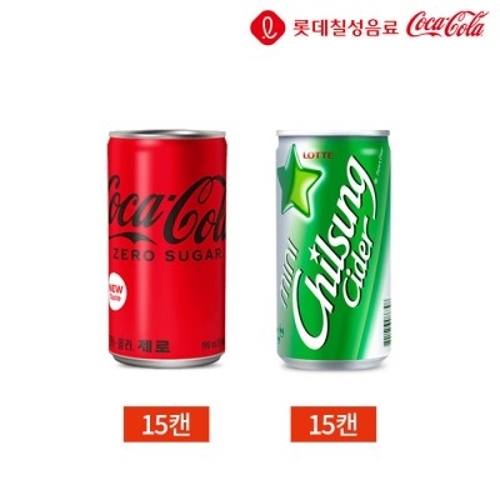 롯데칠성음료 Coca-Cola
Coca-Cola
ZERO SUGAR
NEW
Taste
제로
LOTTE
mini
Chilsung
Cider
15캔
15캔